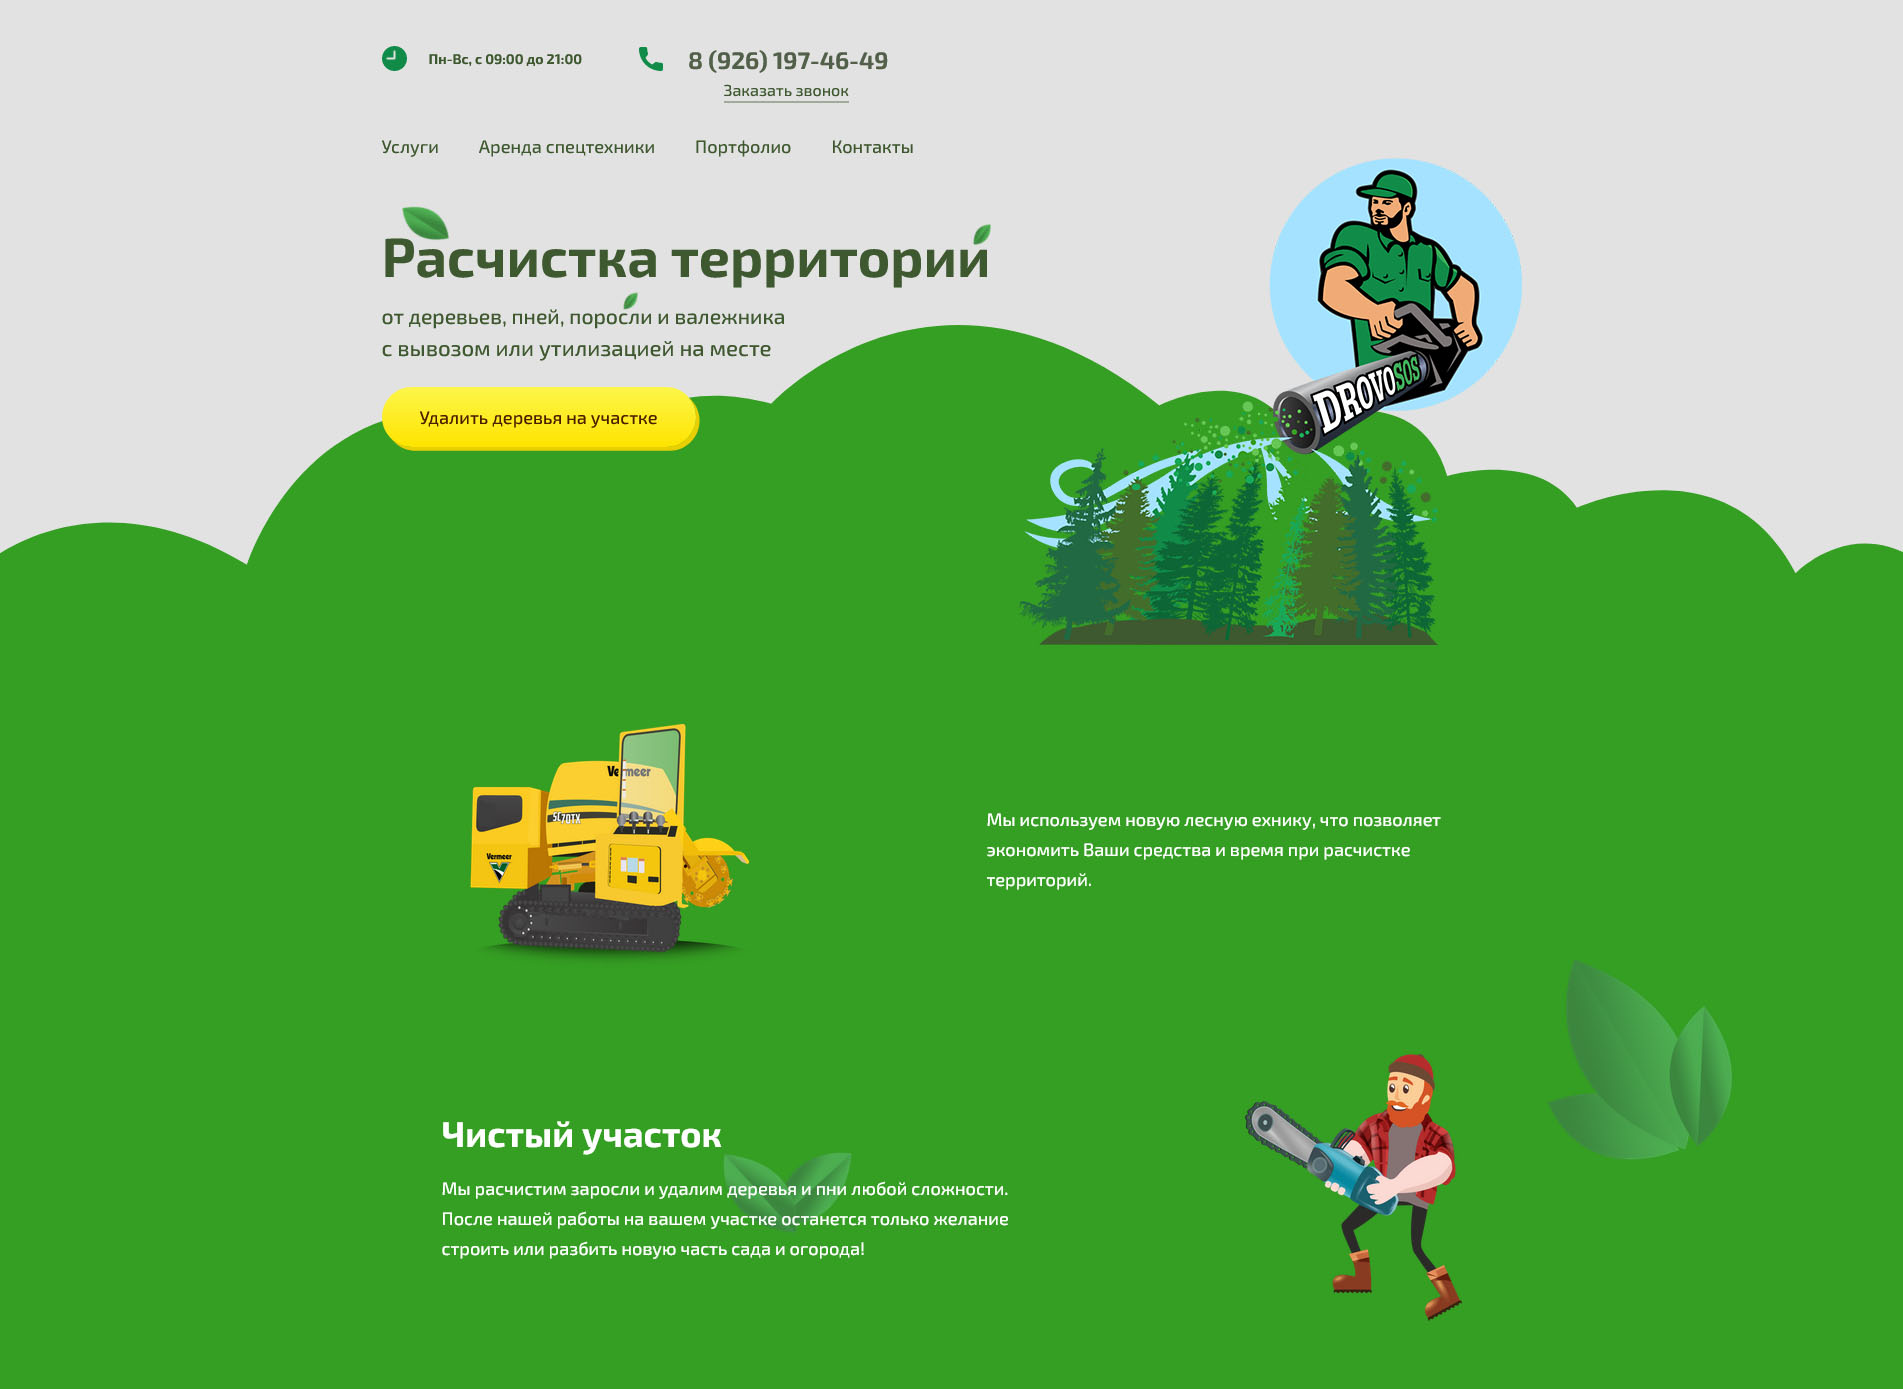 Пн-Вс, с 09:00 до 21:00
8 (926) 197-46-49
Заказать звонок
Услуги Аренда спецтехники Портфолио Контакты
Расчистка территорий
от деревьев, пней, поросли и валежника
с вывозом или утилизацией на месте
Удалить деревья на участке
DROVOSOS
Vermeer
SC70TX
Vermeer
Мы используем новую лесную ехнику, что позволяет
экономить Ваши средства и время при расчистке
территорий.
Чистый участок
Мы расчистим заросли и удалим деревья и пни любой сложности.
После нашей работы на вашем участке останется только желание
строить или разбить новую часть сада и огорода!